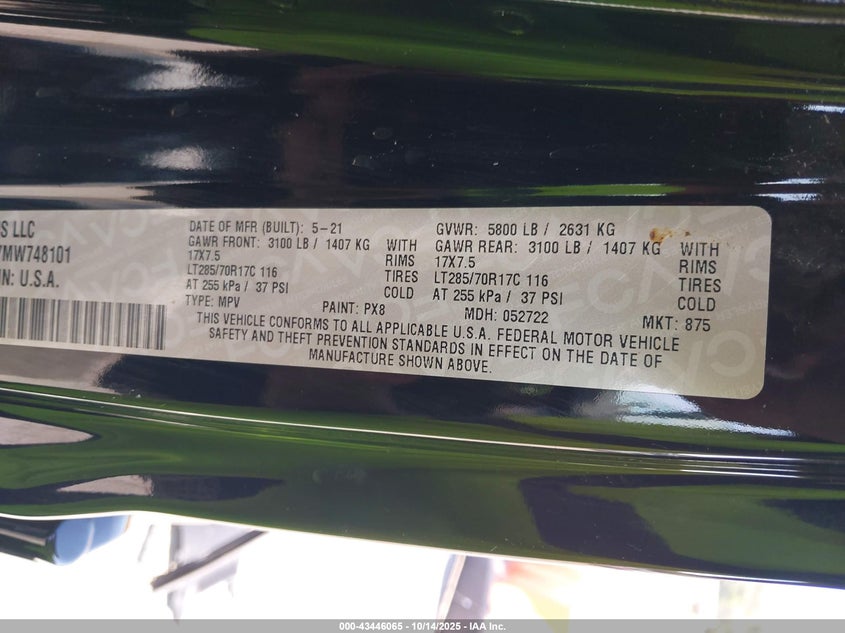 S LLC
MW748101
N: U.S.A.
DATE OF MFR (BUILT): 5-21
GAWR FRONT: 3100 LB / 1407 KG WITH
17X7.5 RIMS
LT285/70R17C 116 TIRES
AT 255 kPa / 37 PSI COLD
TYPE: MPV PAINT: PX8
GVWR: 5800 LB / 2631 KG
GAWR REAR: 3100 LB / 1407 KG WITH
17X7.5 RIMS
LT285/70R17C 116 TIRES
AT 255 kPa / 37 PSI COLD
MDH: 052722 MKT: 875
THIS VEHICLE CONFORMS TO ALL APPLICABLE U.S.A. FEDERAL MOTOR VEHICLE
SAFETY AND THEFT PREVENTION STANDARDS IN EFFECT ON THE DATE OF
MANUFACTURE SHOWN ABOVE.
000-43446065 - 10/14/2025 - IAA Inc.